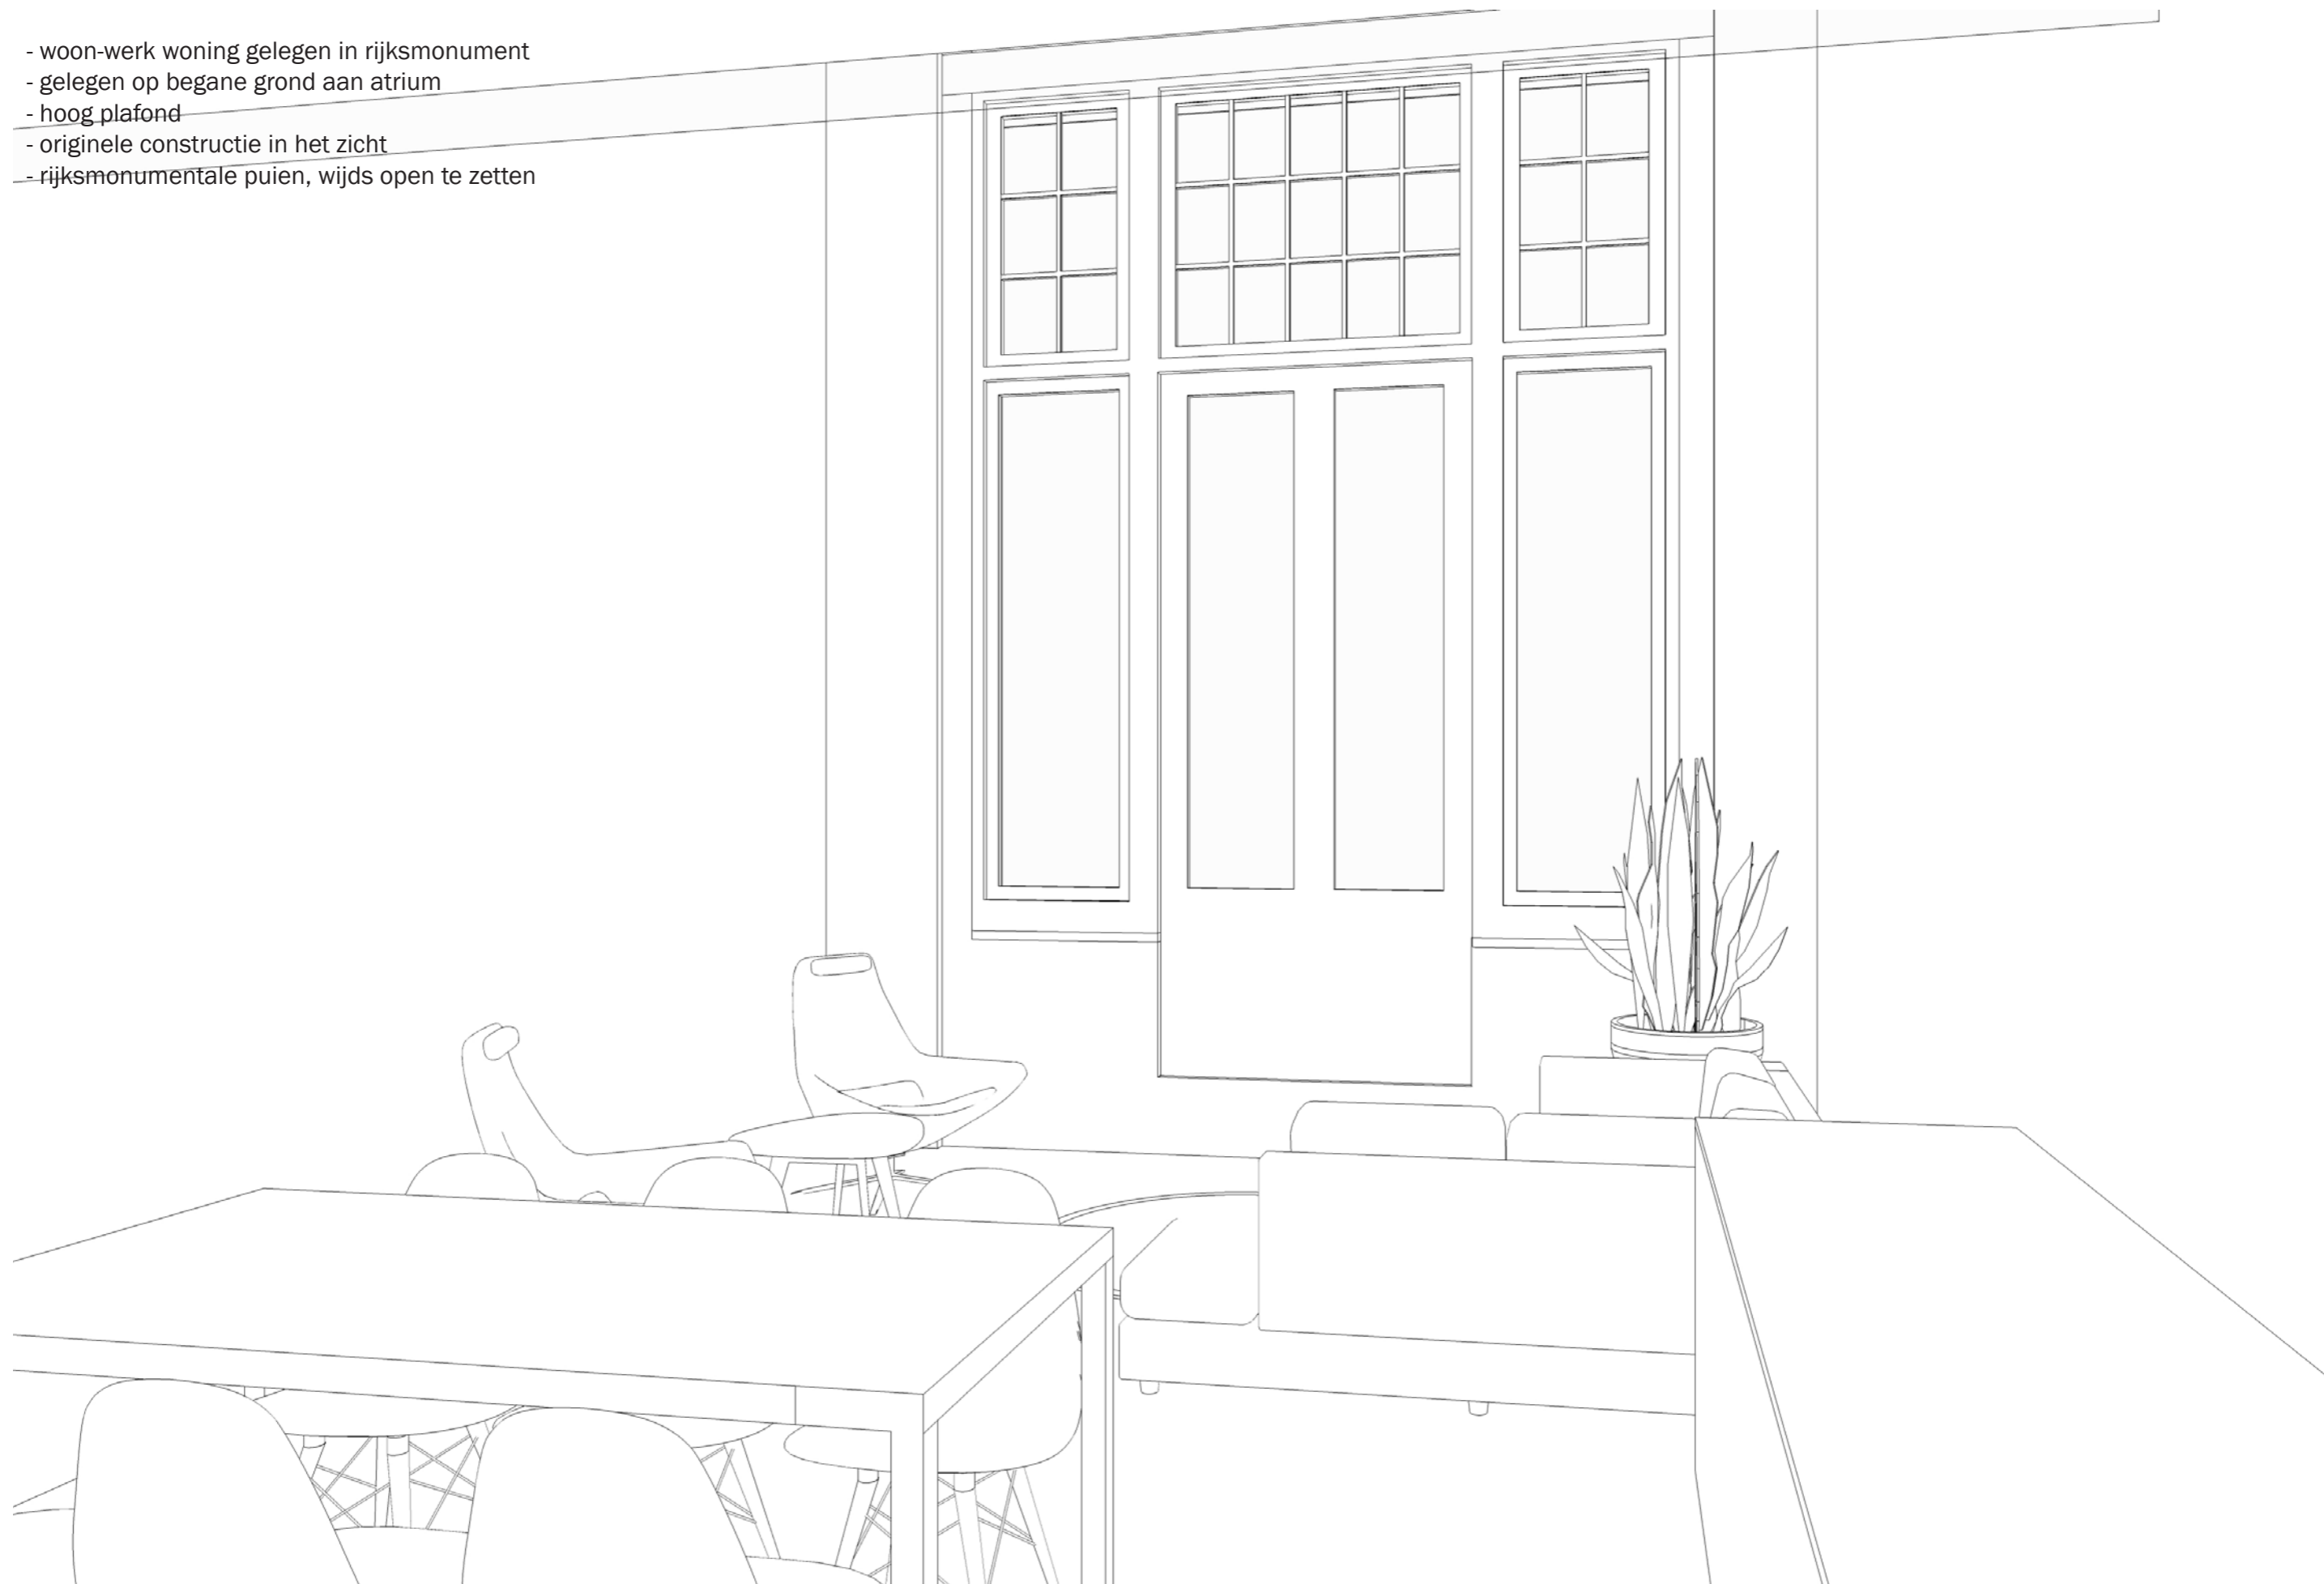 - woon-werk woning gelegen in rijksmonument
- gelegen op begane grond aan atrium
- hoog plafond
- originele constructie in het zicht
- rijksmonumentale puien, wijds open te zetten